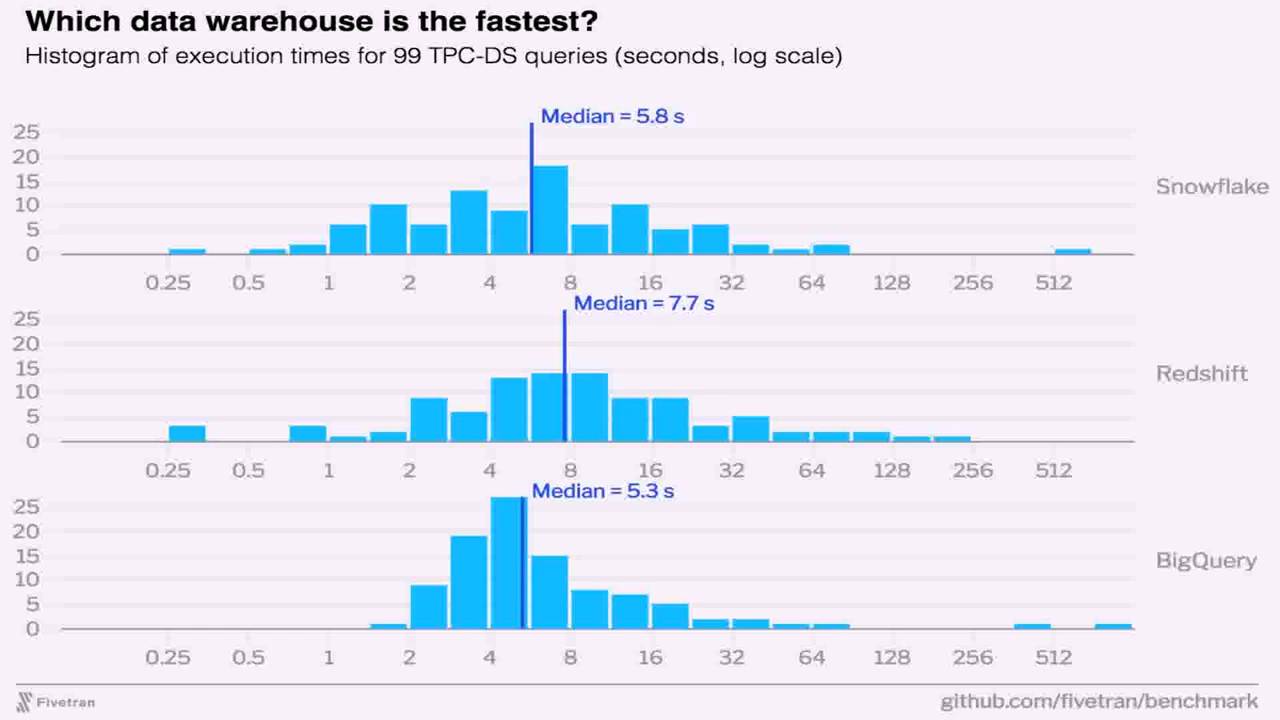 Which data warehouse is the fastest?
Histogram of execution times for 99 TPC-DS queries (seconds, log scale)
Median = 5.8 s
25
20
15
10
5
0
Snowflake
0.25 0.5 1 2 4 8 16 32 64 128 256 512
Median = 7.7 s
25
20
15
10
5
0
Redshift
0.25 0.5 1 2 4 8 16 32 64 128 256 512
Median = 5.3 s
25
20
15
10
5
0
BigQuery
0.25 0.5 1 2 4 8 16 32 64 128 256 512
Fivetran
github.com/fivetran/benchmark